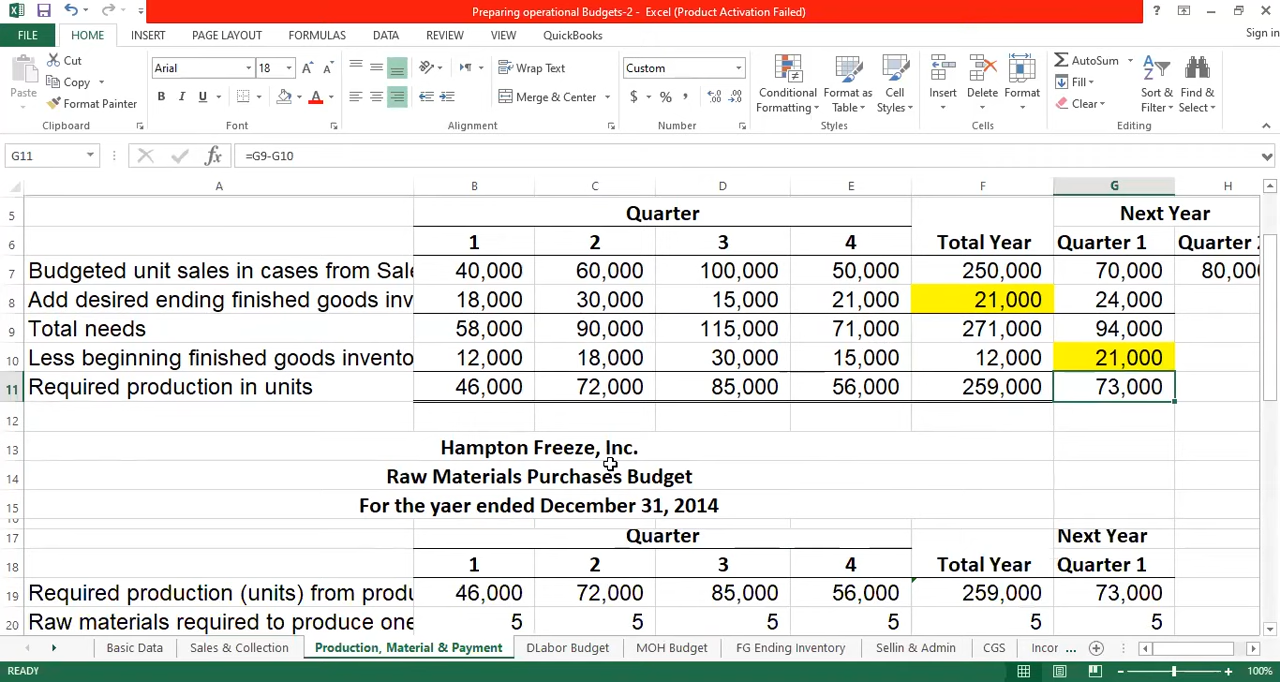 Preparing operational Budgets-2 - Excel (Product Activation Failed)
FILE HOME INSERT PAGE LAYOUT FORMULAS DATA REVIEW VIEW QuickBooks Sign in
Paste Cut Copy Format Painter Clipboard
Arial 18 A A B I U A Font
Wrap Text Merge & Center Alignment
Custom $ % , Number
Conditional Formatting Format as Table Cell Styles Styles
Insert Delete Format Cells
AutoSum Fill Clear Sort & Filter Find & Select Editing
G11 fx =G9-G10
A B C D E F G H
5 Quarter Next Year
6 1 2 3 4 Total Year Quarter 1 Quarter
7 Budgeted unit sales in cases from Sale 40,000 60,000 100,000 50,000 250,000 70,000 80,00
8 Add desired ending finished goods inv 18,000 30,000 15,000 21,000 21,000 24,000
9 Total needs 58,000 90,000 115,000 71,000 271,000 94,000
10 Less beginning finished goods invento 12,000 18,000 30,000 15,000 12,000 21,000
11 Required production in units 46,000 72,000 85,000 56,000 259,000 73,000
12
13 Hampton Freeze, Inc.
14 Raw Materials Purchases Budget
15 For the yaer ended December 31, 2014
17 Quarter Next Year
18 1 2 3 4 Total Year Quarter 1
19 Required production (units) from produ 46,000 72,000 85,000 56,000 259,000 73,000
20 Raw materials required to produce one 5 5 5 5 5 5
Basic Data Sales & Collection Production, Material & Payment DLabor Budget MOH Budget FG Ending Inventory Sellin & Admin CGS Incor ...
READY 100%